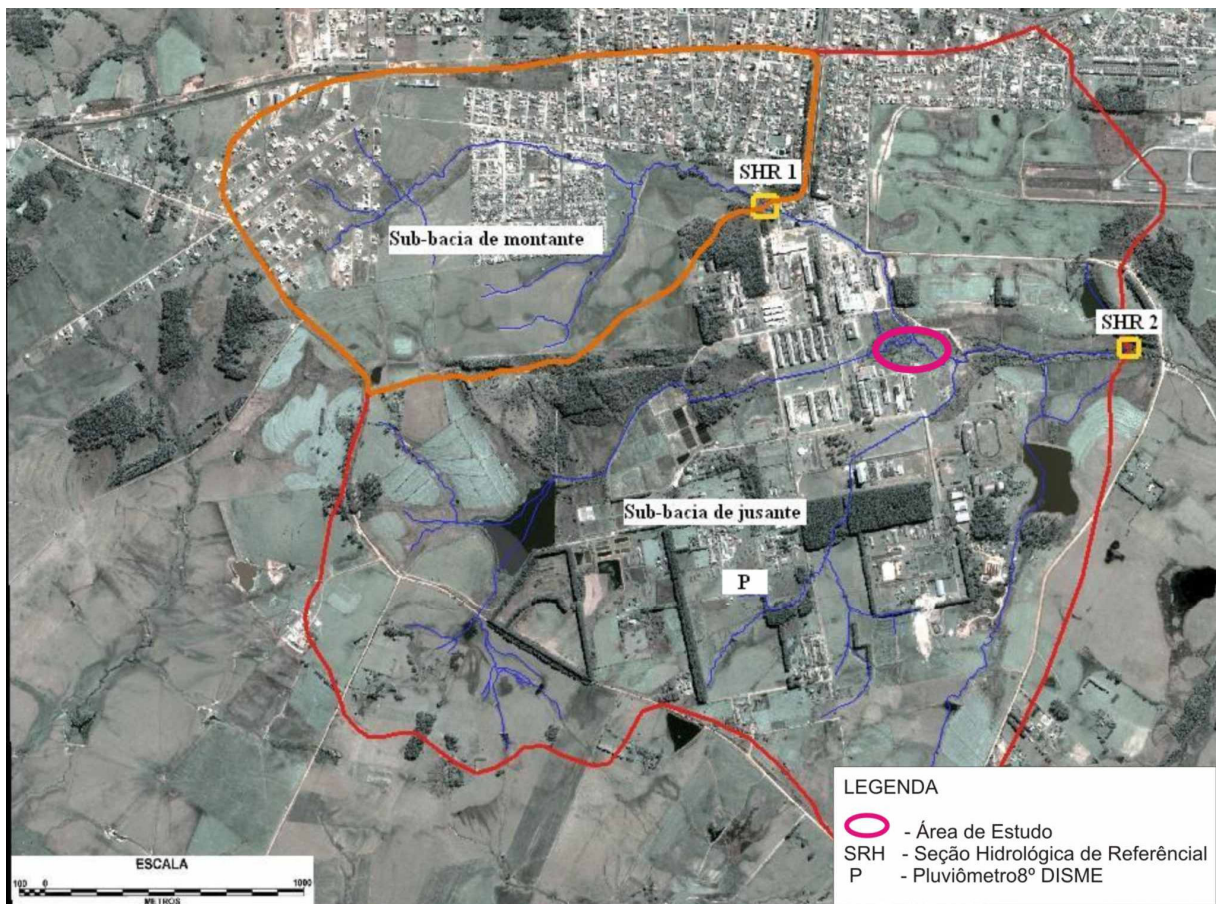 SHR 1
Sub-bacia de montante
SHR 2
Sub-bacia de jusante
P
LEGENDA
- Área de Estudo
SRH - Seção Hidrológica de Referêncial
P - Pluviômetro8º DISME
ESCALA
100 0 1000
METROS